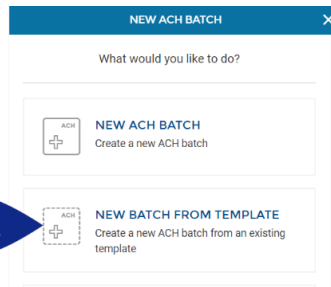 NEW ACH BATCH
What would you like to do?
ACH
NEW ACH BATCH
Create a new ACH batch
ACH
NEW BATCH FROM TEMPLATE
Create a new ACH batch from an existing
template